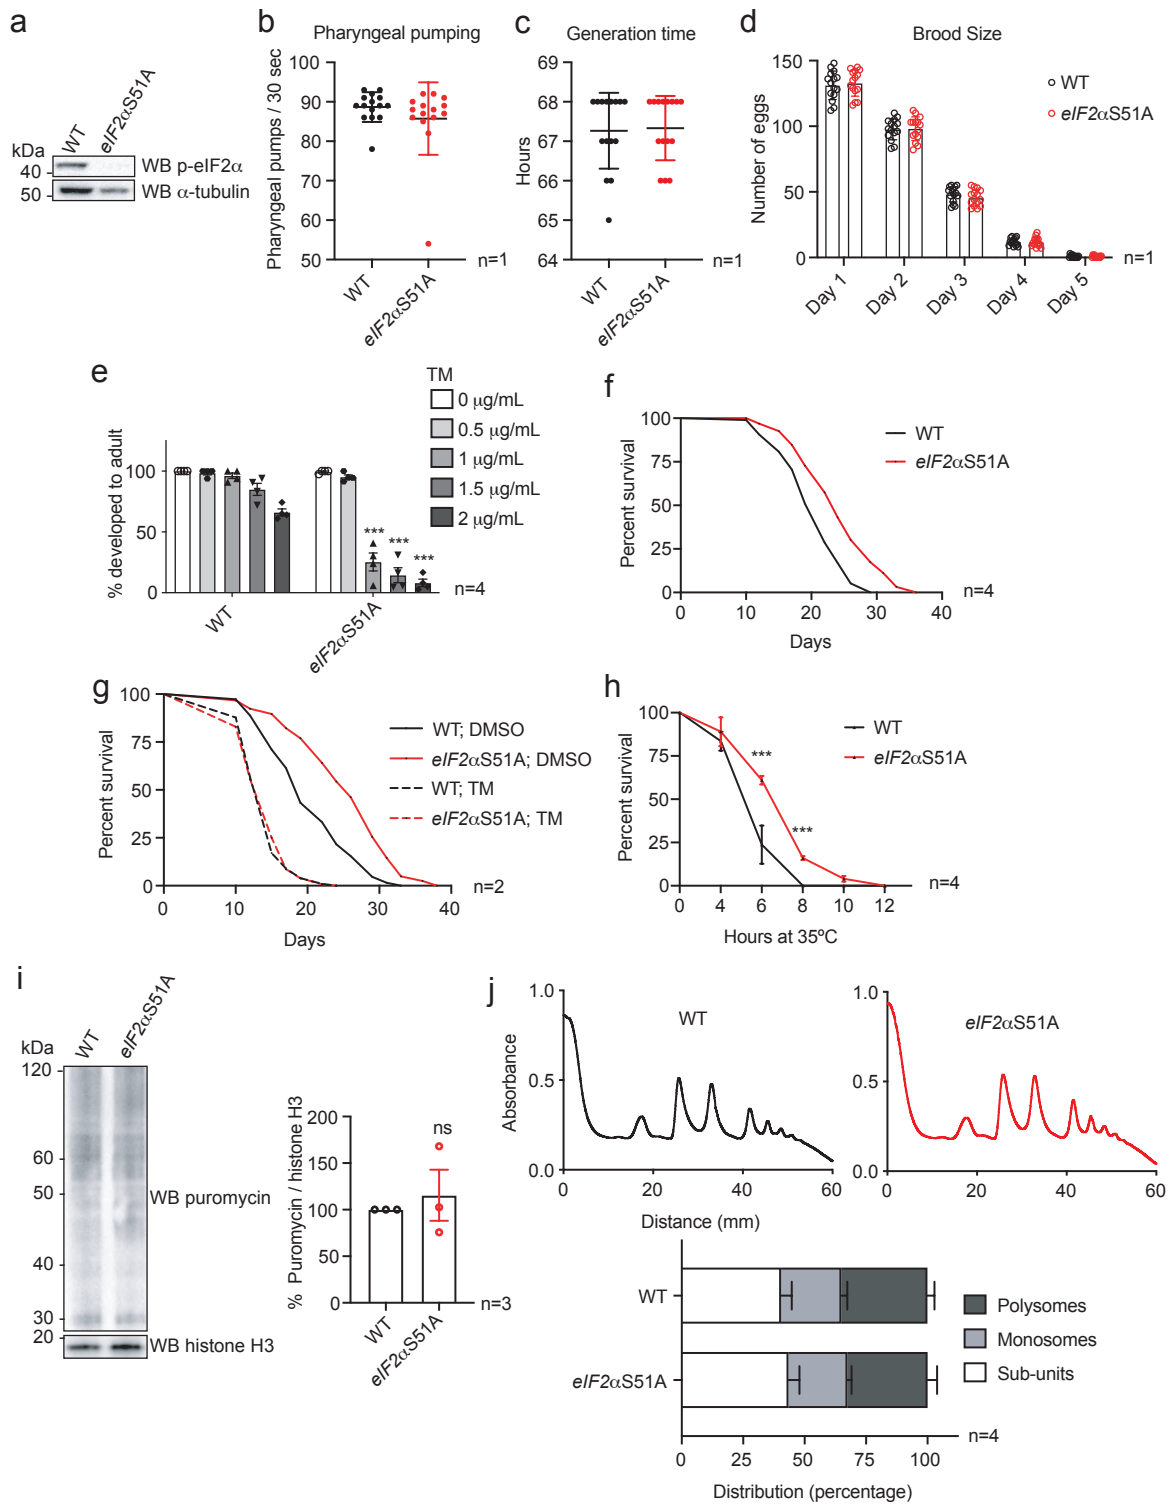 a
WT
eIF2αS51A
kDa
40
WB p-eIF2α
50
WB α-tubulin
b
Pharyngeal pumping
Pharyngeal pumps / 30 sec
100
90
80
70
60
50
WT
eIF2αS51A
n=1
c
Generation time
Hours
69
68
67
66
65
64
WT
eIF2αS51A
n=1
d
Brood Size
Number of eggs
150
100
50
0
WT
eIF2αS51A
Day 1
Day 2
Day 3
Day 4
Day 5
n=1
e
TM
0 µg/mL
0.5 µg/mL
1 µg/mL
1.5 µg/mL
2 µg/mL
% developed to adult
100
50
0
***
***
***
WT
eIF2αS51A
n=4
f
Percent survival
100
75
50
25
0
WT
eIF2αS51A
0 10 20 30 40
n=4
Days
g
Percent survival
100
75
50
25
0
WT; DMSO
eIF2αS51A; DMSO
WT; TM
eIF2αS51A; TM
0 10 20 30 40
n=2
Days
h
Percent survival
100
75
50
25
0
WT
eIF2αS51A
***
***
0 4 6 8 10 12
n=4
Hours at 35ºC
i
WT
eIF2αS51A
kDa
120
60
50
40
30
20
WB puromycin
WB histone H3
% Puromycin / histone H3
200
150
100
50
0
ns
WT
eIF2αS51A
n=3
j
Absorbance
1.0
0.5
0.0
WT
0 20 40 60
Distance (mm)
1.0
0.5
0.0
eIF2αS51A
0 20 40 60
WT
eIF2αS51A
Polysomes
Monosomes
Sub-units
0 25 50 75 100
n=4
Distribution (percentage)